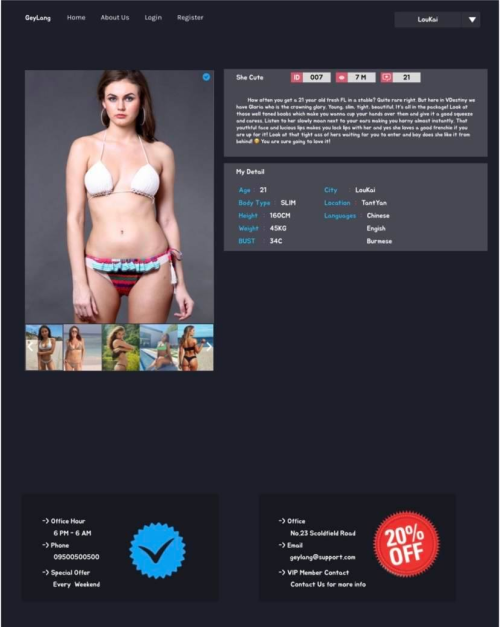 GeyLang Home About Us Login Register LouKai
She Cute ID 007 7 M 21
How often you get a 21 year old fresh FL in a stable? Quite rare right. But here in VDestiny we
have Gloria who is the crowning glory. Young, slim, tight, beautiful. It's all in the package! Look at
those well toned boobs which make you wanna cup your hands over them and give it a good squeeze
and caress. Listen to her slowly moan next to your ears making you horny almost instantly. That
youthful face and lucious lips makes you lock lips with her and yes she loves a good frenchie if you
are up for it! Look at that tight ass of hers waiting for you to enter and boy does she like it from
behind! 😋 You are sure going to love it!
My Detail
Age : 21 City : LouKai
Body Type : SLIM Location : TantYan
Height : 160CM Languages : Chinese
Weight : 45KG Engish
BUST 34C Burmese
-> Office Hour
6 PM - 6 AM
-> Phone
09500500500
-> Special Offer
Every Weekend
-> Office
No.23 Scoldfield Road
-> Email
geylang@support.com
-> VIP Member Contact
Contact Us for more info
20%
OFF